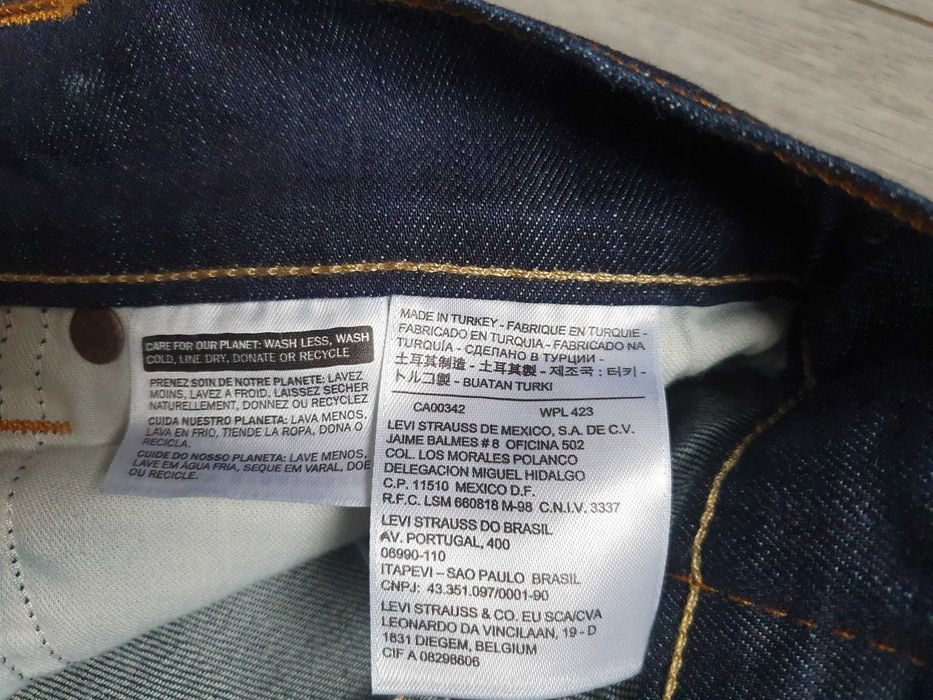 CARE FOR OUR PLANET: WASH LESS, WASH
COLD, LINE DRY, DONATE OR RECYCLE
PRENEZ SOIN DE NOTRE PLANETE: LAVEZ
MOINS, LAVEZ A FROID, LAISSEZ SECHER
NATURELLEMENT, DONNEZ OU RECYCLEZ
CUIDA NUESTRO PLANETA: LAVA MENOS,
LAVA EN FRIO, TIENDE LA ROPA, DONA O
RECICLA.
CUIDE DO NOSSO PLANETA: LAVE MENOS,
LAVE EM ÁGUA FRIA, SEQUE EM VARAL, DOE
OU RECICLE.
MADE IN TURKEY - FABRIQUE EN TURQUIE -
FABRICADO EN TURQUIA - FABRICADO NA
TURQUÍA - СДЕЛАНО В ТУРЦИИ -
土耳其制造 - 土耳其製 - 제조국 : 터키 -
トルコ製 - BUATAN TURKI
CA00342 WPL 423
LEVI STRAUSS DE MEXICO, S.A. DE C.V.
JAIME BALMES # 8 OFICINA 502
COL. LOS MORALES POLANCO
DELEGACION MIGUEL HIDALGO
C.P. 11510 MEXICO D.F.
R.F.C. LSM 660818 M-98 C.N.I.V. 3337
LEVI STRAUSS DO BRASIL
AV. PORTUGAL, 400
06990-110
ITAPEVI – SAO PAULO BRASIL
CNPJ: 43.351.097/0001-90
LEVI STRAUSS & CO. EU SCA/CVA
LEONARDO DA VINCILAAN, 19 - D
1831 DIEGEM, BELGIUM
CIF A 08298606